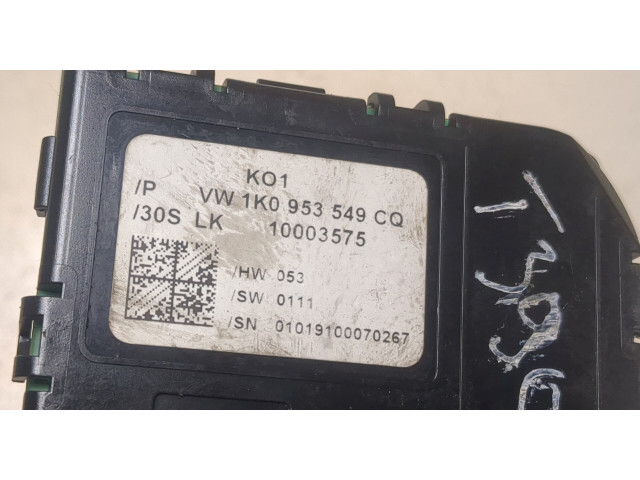 KO1
/P VW 1K0 953 549 CQ
/30S LK 10003575
/HW 053
/SW 0111
/SN 01019100070267